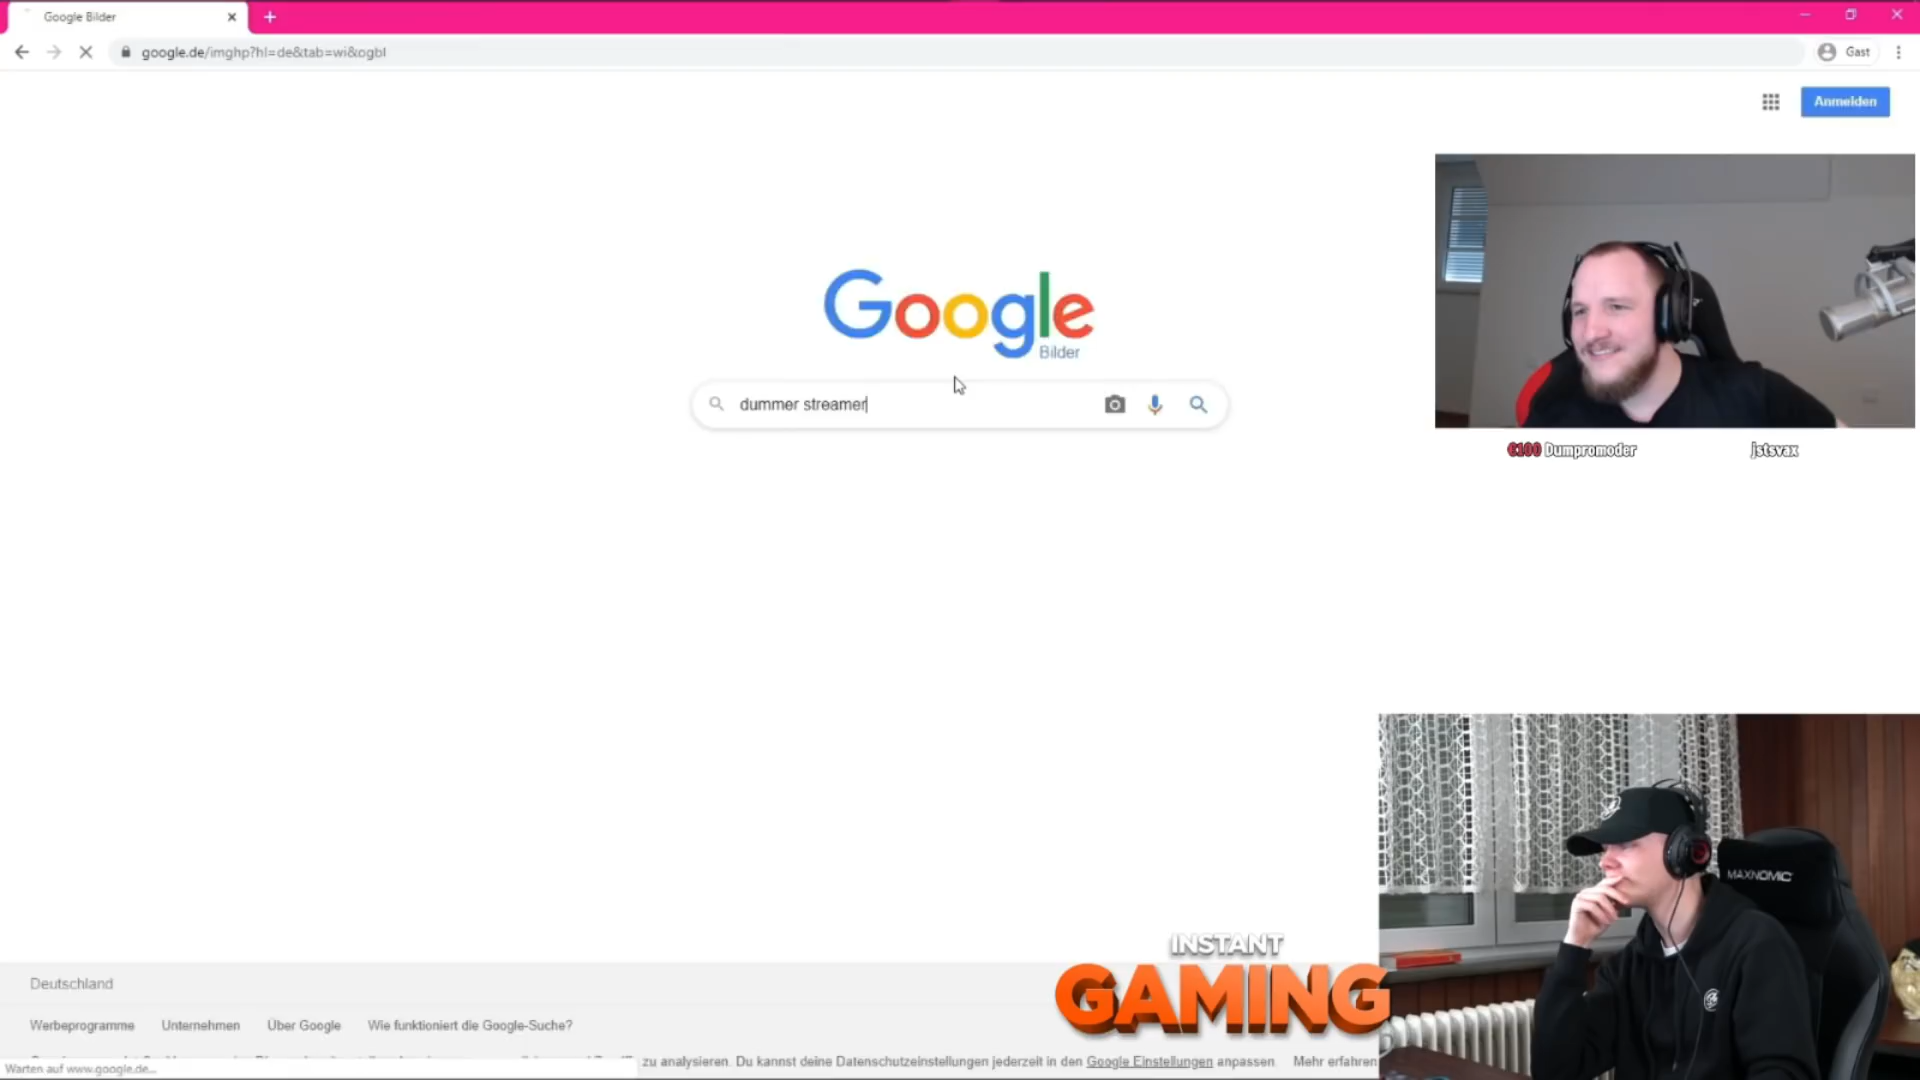 Google Bilder
google.de/imghp?hl=de&tab=wi&ogbl
Gast
Anmelden
Google
Bilder
dummer streamer
€100 Dumpromoder
jstsvax
MAXNOMIC
INSTANT
GAMING
Deutschland
Werbeprogramme Unternehmen Über Google Wie funktioniert die Google-Suche?
zu analysieren. Du kannst deine Datenschutzeinstellungen jederzeit in den Google Einstellungen anpassen. Mehr erfahren
Warten auf www.google.de...